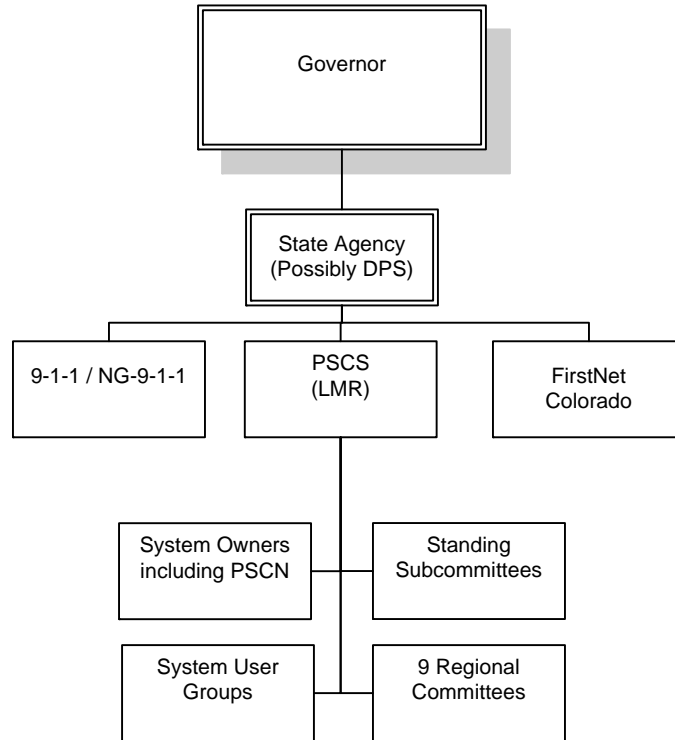 Governor
State Agency
(Possibly DPS)
9-1-1 / NG-9-1-1
PSCS
(LMR)
FirstNet
Colorado
System Owners
including PSCN
Standing
Subcommittees
System User
Groups
9 Regional
Committees